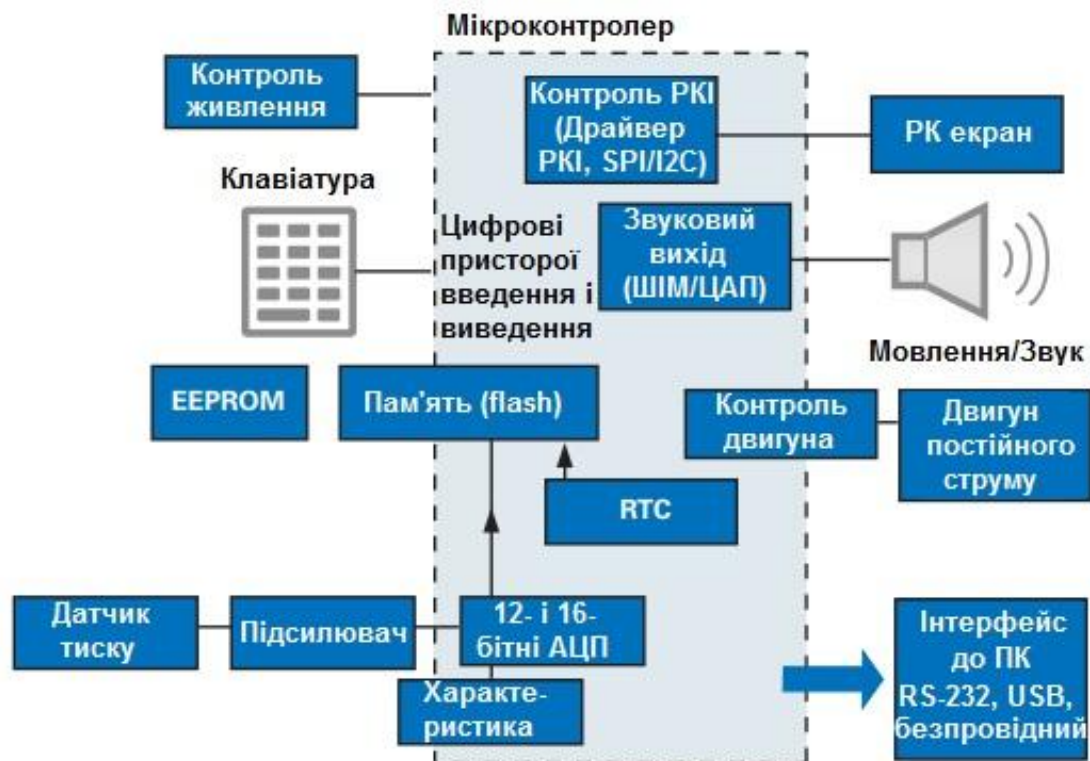 Мікроконтролер
Контроль
живлення
Контроль РКІ
(Драйвер
РКІ, SPI/I2C)
РК екран
Клавіатура
Цифрові
присторої
введення і
виведення
Звуковий
вихід
(ШІМ/ЦАП)
Мовлення/Звук
EEPROM
Пам'ять (flash)
Контроль
двигуна
Двигун
постійного
струму
RTC
Датчик
тиску
Підсилювач
12- і 16-
бітні АЦП
Характе-
ристика
Інтерфейс
до ПК
RS-232, USB,
безпровідний